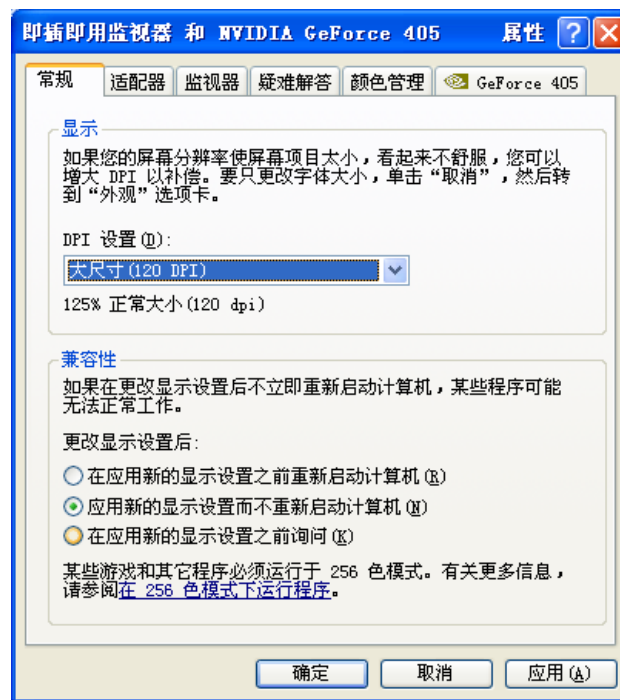 即插即用监视器 和 NVIDIA GeForce 405 属性
常规 适配器 监视器 疑难解答 颜色管理 GeForce 405
显示
如果您的屏幕分辨率使屏幕项目太小，看起来不舒服，您可以
增大 DPI 以补偿。要只更改字体大小，单击“取消”，然后转
到“外观”选项卡。
DPI 设置(D):
大尺寸(120 DPI)
125% 正常大小(120 dpi)
兼容性
如果在更改显示设置后不立即重新启动计算机，某些程序可能
无法正常工作。
更改显示设置后:
在应用新的显示设置之前重新启动计算机(R)
应用新的显示设置而不重新启动计算机(N)
在应用新的显示设置之前询问(K)
某些游戏和其它程序必须运行于 256 色模式。有关更多信息，
请参阅在 256 色模式下运行程序。
确定 取消 应用(A)